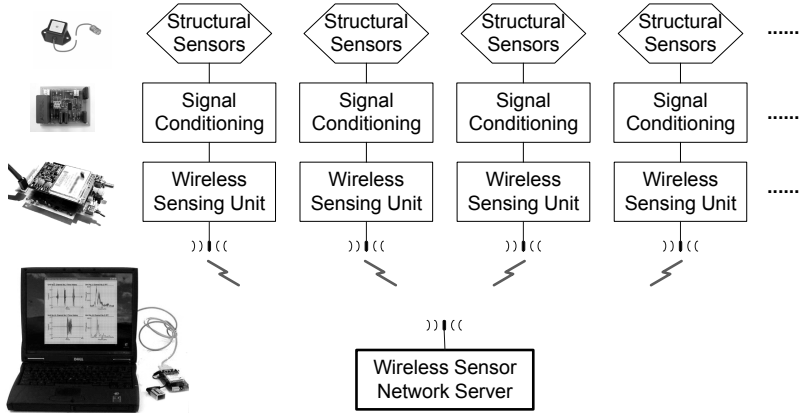 Structural
Sensors
Structural
Sensors
Structural
Sensors
Structural
Sensors
......
Signal
Conditioning
Signal
Conditioning
Signal
Conditioning
Signal
Conditioning
......
Wireless
Sensing Unit
Wireless
Sensing Unit
Wireless
Sensing Unit
Wireless
Sensing Unit
......
Wireless Sensor
Network Server